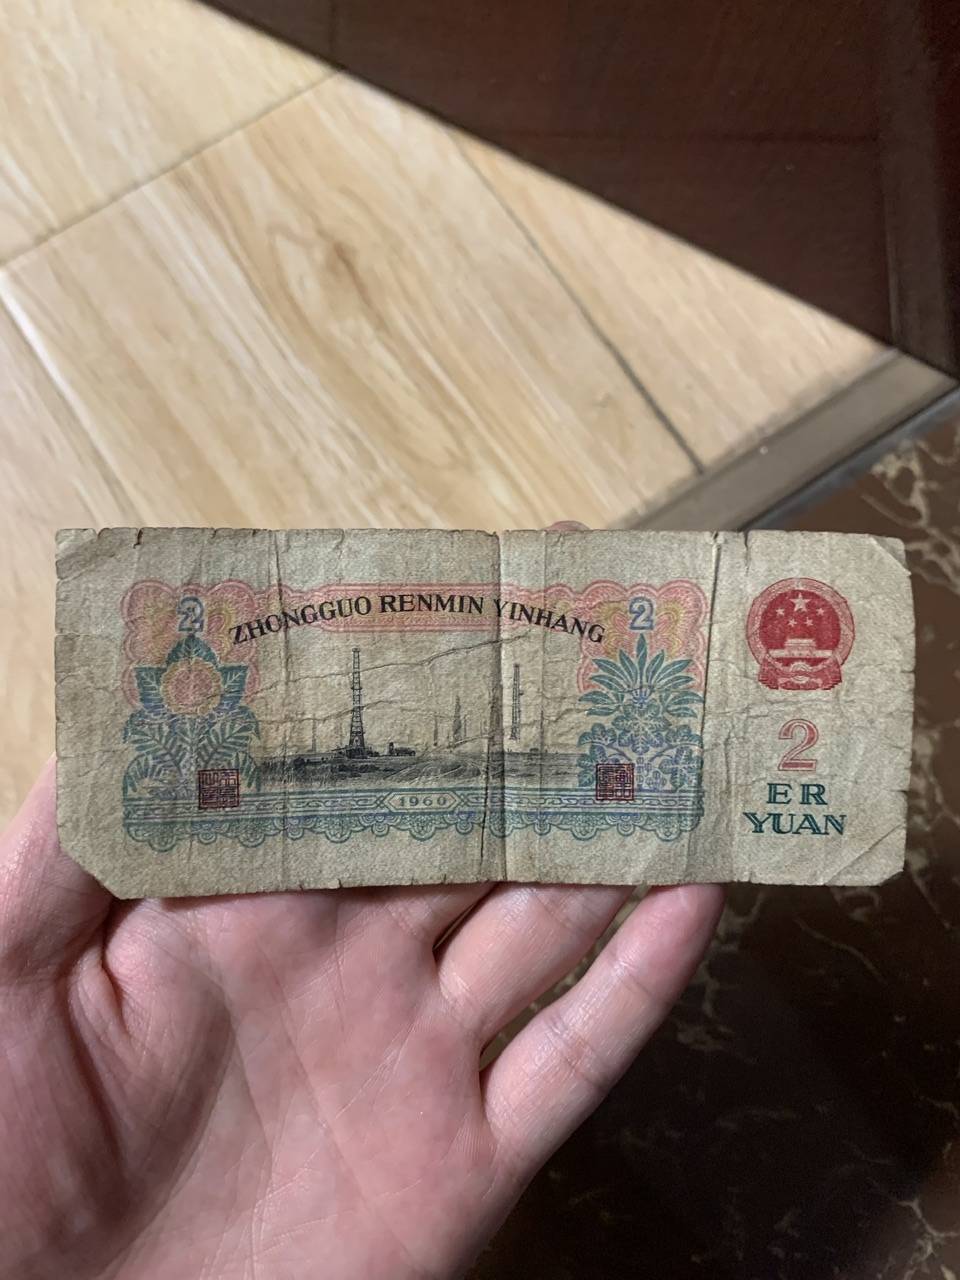 2
ZHONGGUO RENMIN YINHANG
2
1960
2
ER
YUAN